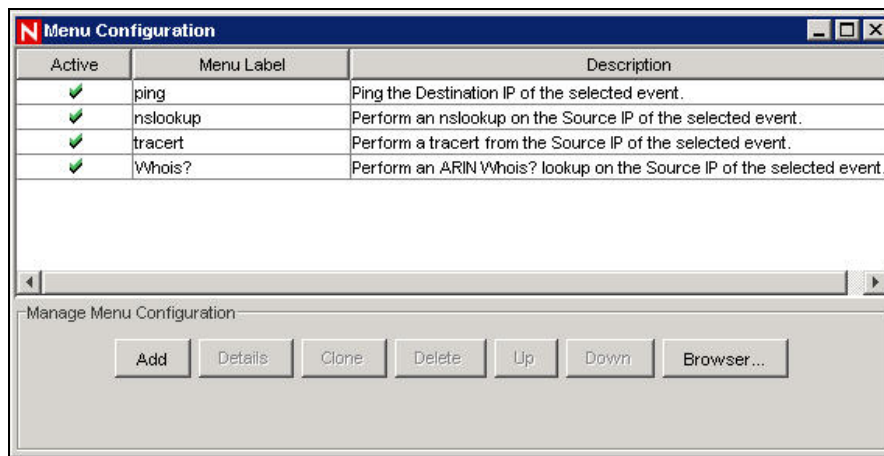 N Menu Configuration
Active Menu Label Description
ping Ping the Destination IP of the selected event.
nslookup Perform an nslookup on the Source IP of the selected event.
tracert Perform a tracert from the Source IP of the selected event.
Whois? Perform an ARIN Whois? lookup on the Source IP of the selected event.
Manage Menu Configuration
Add Details Clone Delete Up Down Browser...